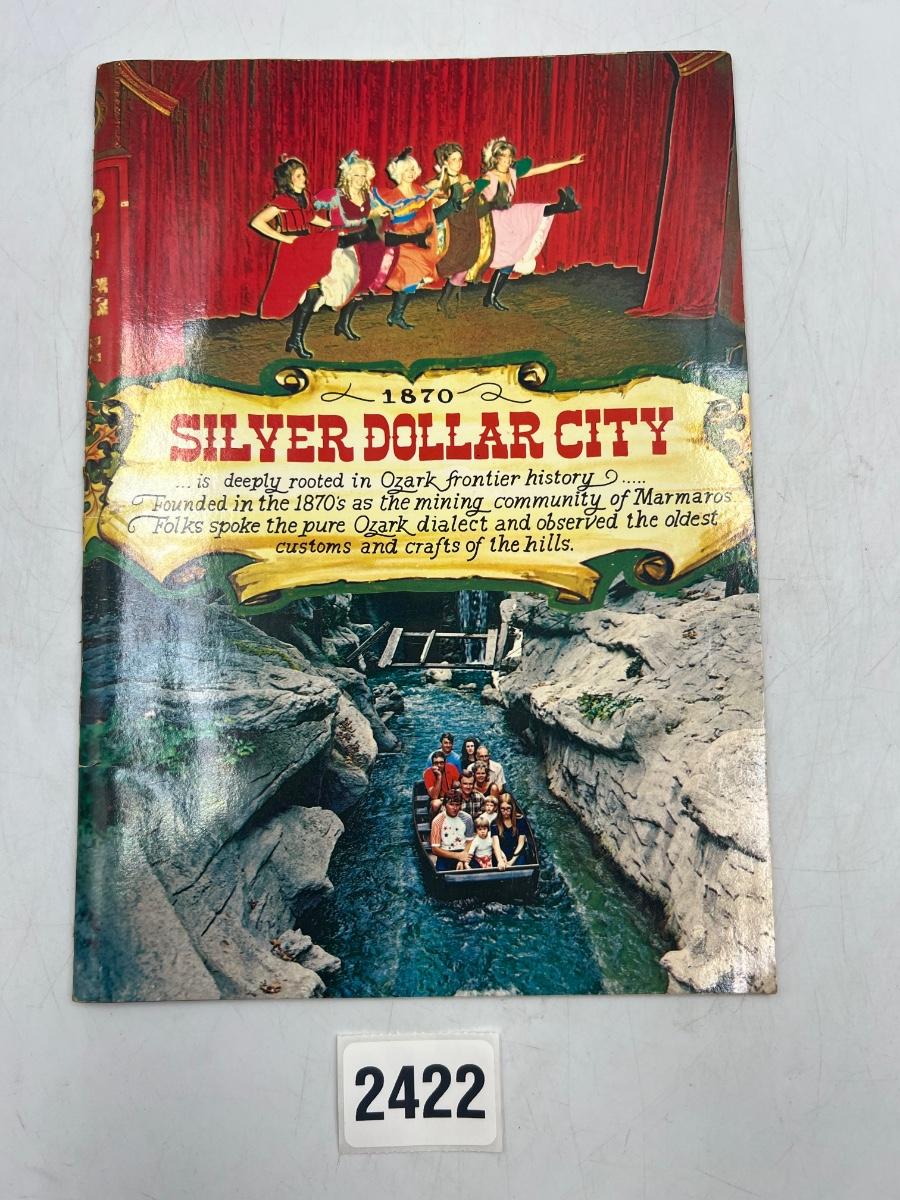 1870
SILVER DOLLAR CITY
... is deeply rooted in Ozark frontier history .....
Founded in the 1870's as the mining community of Marmaros
Folks spoke the pure Ozark dialect and observed the oldest
customs and crafts of the hills.
2422